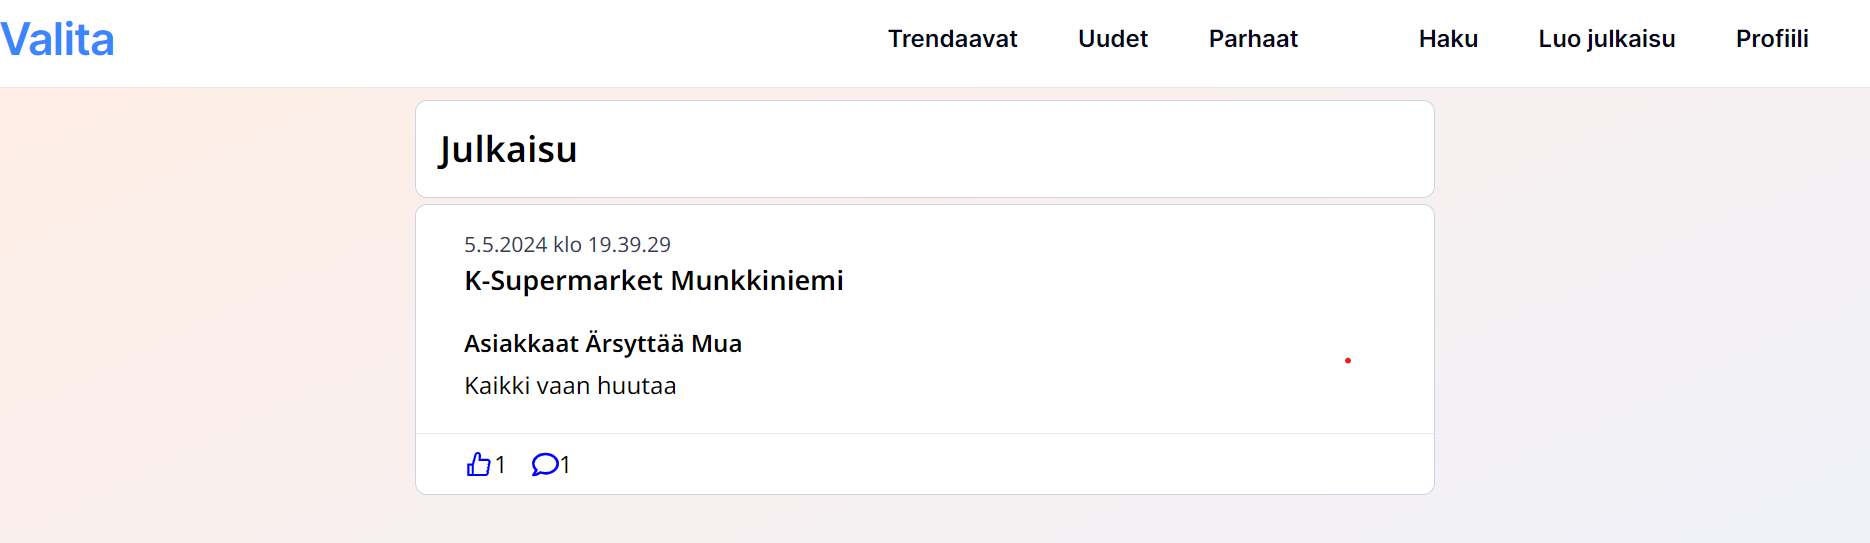 Valita
Trendaavat Uudet Parhaat Haku Luo julkaisu Profiili
Julkaisu
5.5.2024 klo 19.39.29
K-Supermarket Munkkiniemi
Asiakkaat Ärsyttää Mua
Kaikki vaan huutaa
1 1